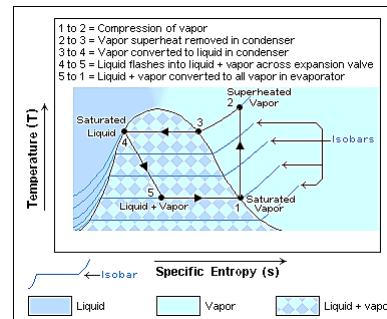 1 to 2 = Compression of vapor
2 to 3 = Vapor superheat removed in condenser
3 to 4 = Vapor converted to liquid in condenser
4 to 5 = Liquid flashes into liquid + vapor across expansion valve
5 to 1 = Liquid + vapor converted to all vapor in evaporator
Temperature (T)
Saturated
Liquid
4
3
2
Superheated
Vapor
Isobars
5
Liquid + Vapor
1
Saturated
Vapor
Isobar
Specific Entropy (s)
Liquid
Vapor
Liquid + vapo